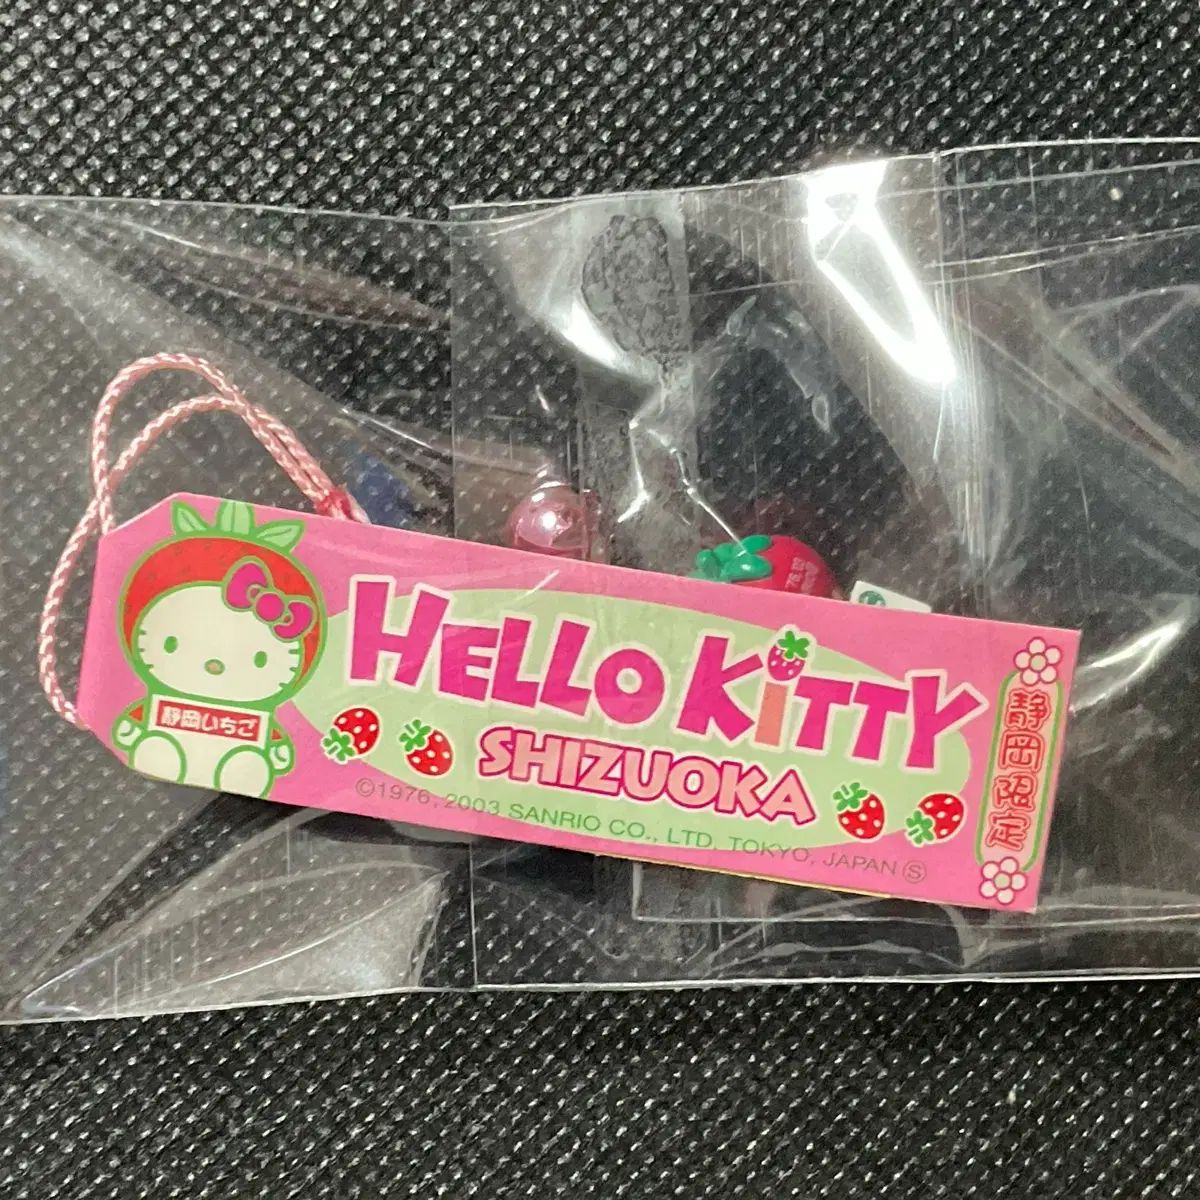 静岡いちご
HELLO KITTY
SHIZUOKA
©1976, 2003 SANRIO CO., LTD. TOKYO, JAPAN Ⓢ
静岡限定